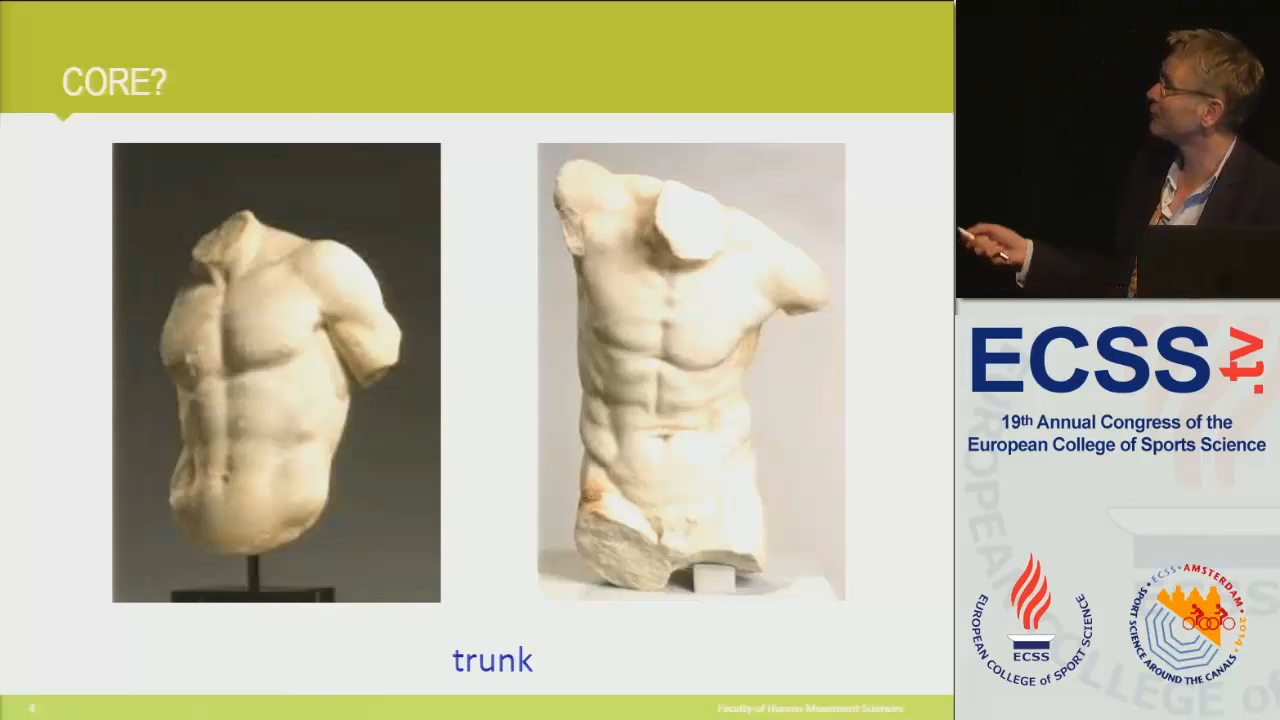 CORE?
trunk
4
Faculty of Human Movement Sciences
ECSS
.tv
19th Annual Congress of the
European College of Sports Science
EUROPEAN COLLEGE of SPORT SCIENCE
ECSS
ECSS • AMSTERDAM • 2014
SPORT SCIENCE AROUND THE CANALS